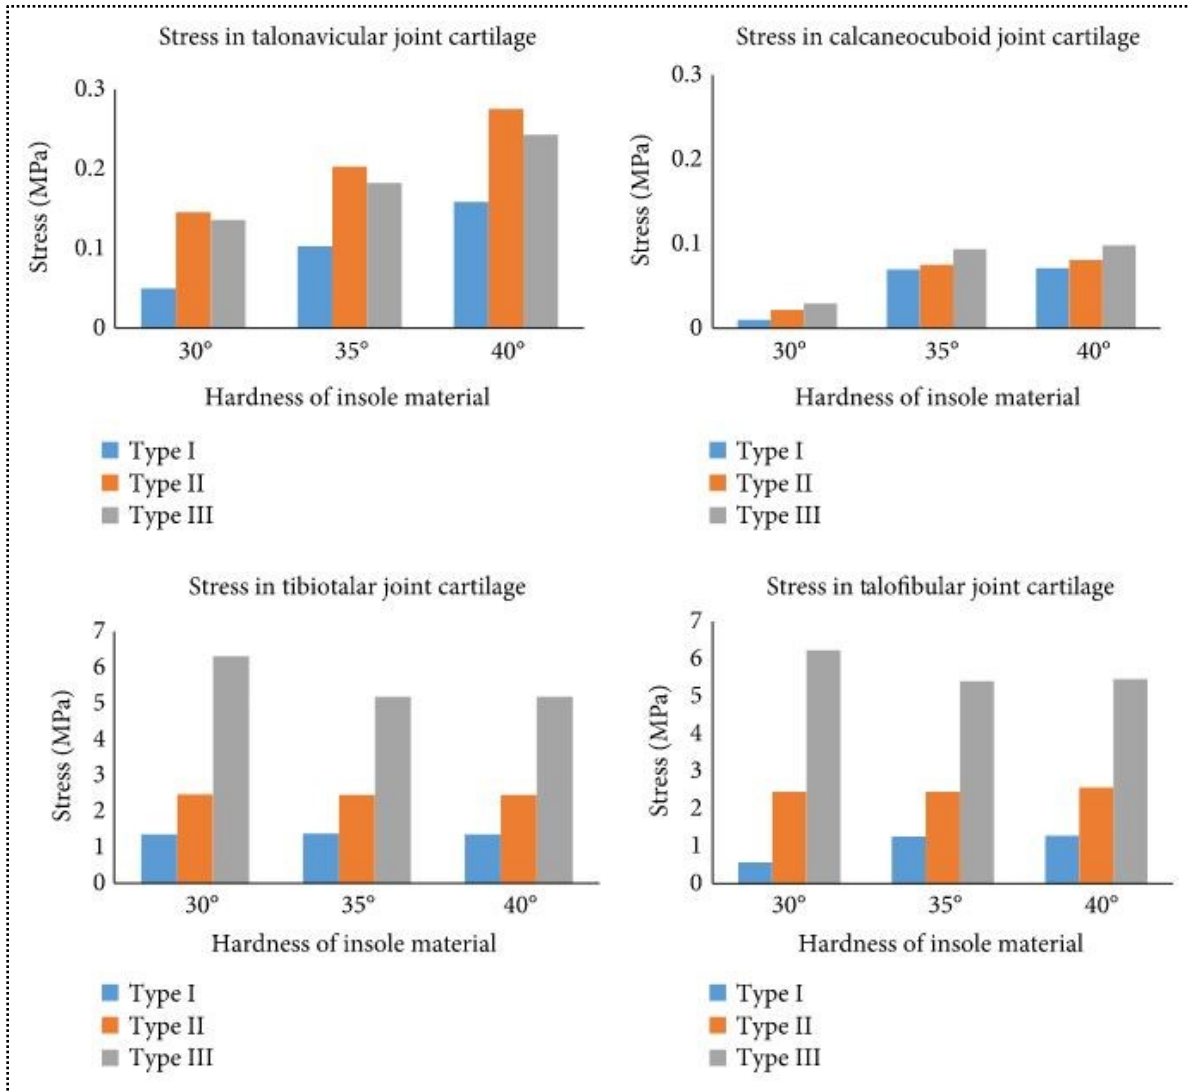 Stress in talonavicular joint cartilage
0.3
0.2
0.1
0
Stress (MPa)
30°
35°
40°
Hardness of insole material
Type I
Type II
Type III
Stress in calcaneocuboid joint cartilage
0.3
0.2
0.1
0
Stress (MPa)
30°
35°
40°
Hardness of insole material
Type I
Type II
Type III
Stress in tibiotalar joint cartilage
7
6
5
4
3
2
1
0
Stress (MPa)
30°
35°
40°
Hardness of insole material
Type I
Type II
Type III
Stress in talofibular joint cartilage
7
6
5
4
3
2
1
0
Stress (MPa)
30°
35°
40°
Hardness of insole material
Type I
Type II
Type III